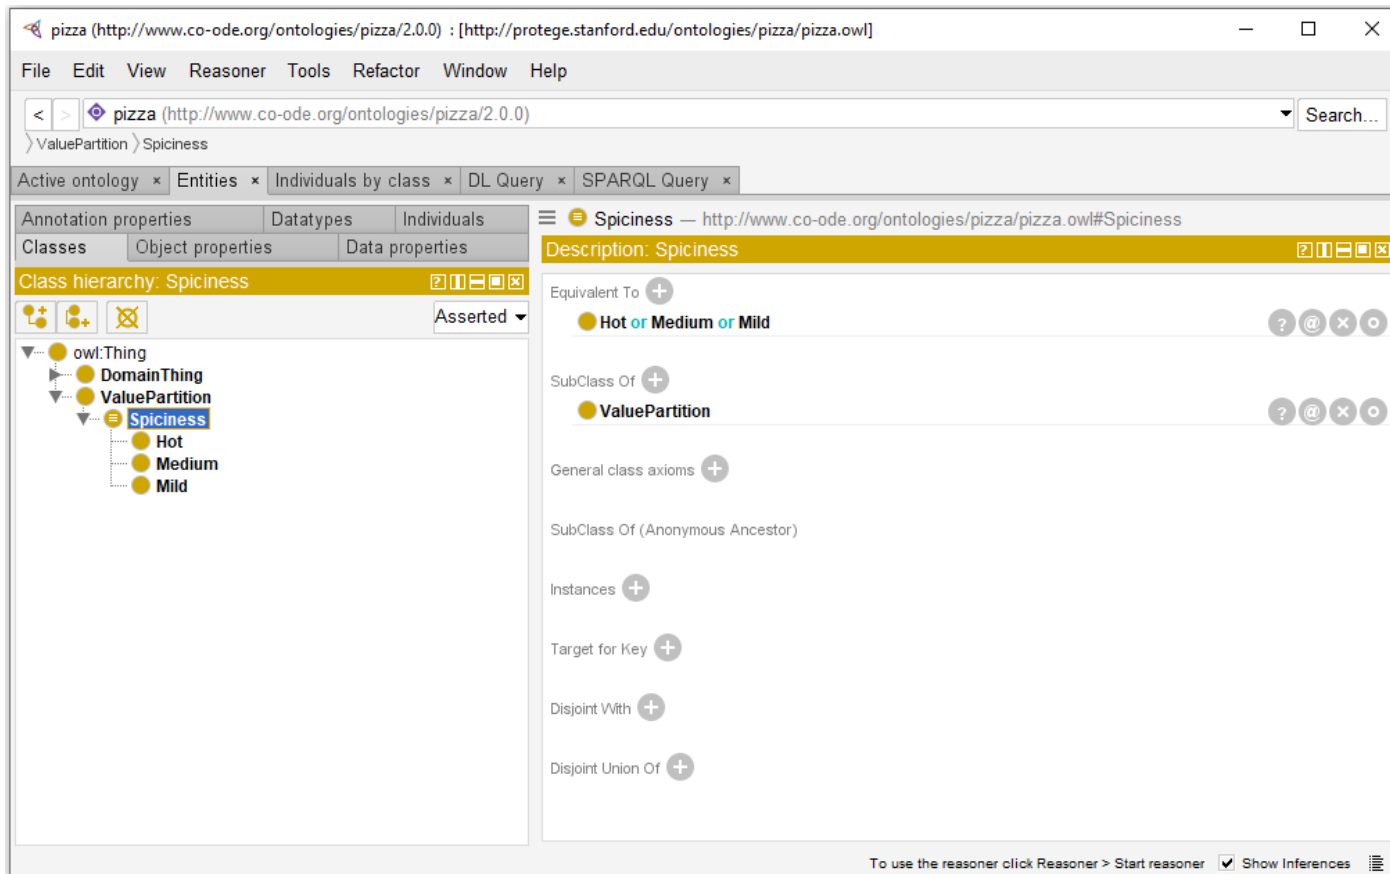 pizza (http://www.co-ode.org/ontologies/pizza/2.0.0) : [http://protege.stanford.edu/ontologies/pizza/pizza.owl]
File Edit View Reasoner Tools Refactor Window Help
< > pizza (http://www.co-ode.org/ontologies/pizza/2.0.0) Search...
ValuePartition Spiciness
Active ontology × Entities × Individuals by class × DL Query × SPARQL Query ×
Annotation properties Datatypes Individuals
Classes Object properties Data properties
Class hierarchy: Spiciness
Asserted
owl:Thing
DomainThing
ValuePartition
Spiciness
Hot
Medium
Mild
Spiciness — http://www.co-ode.org/ontologies/pizza/pizza.owl#Spiciness
Description: Spiciness
Equivalent To
Hot or Medium or Mild
SubClass Of
ValuePartition
General class axioms
SubClass Of (Anonymous Ancestor)
Instances
Target for Key
Disjoint With
Disjoint Union Of
To use the reasoner click Reasoner > Start reasoner Show Inferences